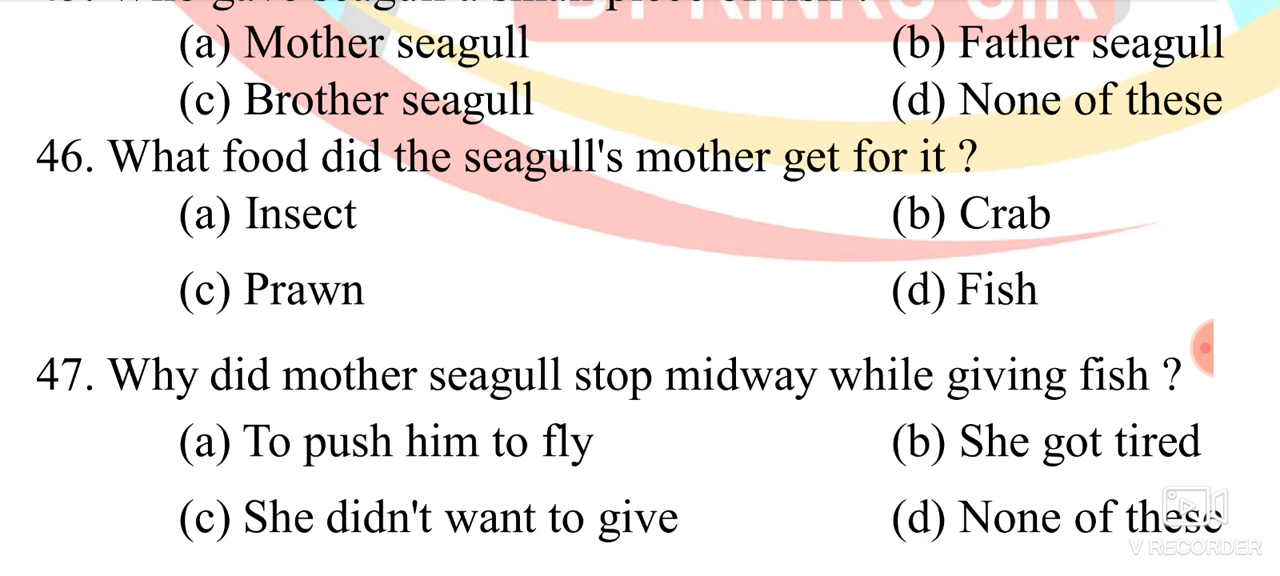 (a) Mother seagull (b) Father seagull
(c) Brother seagull (d) None of these
46. What food did the seagull's mother get for it ?
(a) Insect (b) Crab
(c) Prawn (d) Fish
47. Why did mother seagull stop midway while giving fish ?
(a) To push him to fly (b) She got tired
(c) She didn't want to give (d) None of these
V RECORDER